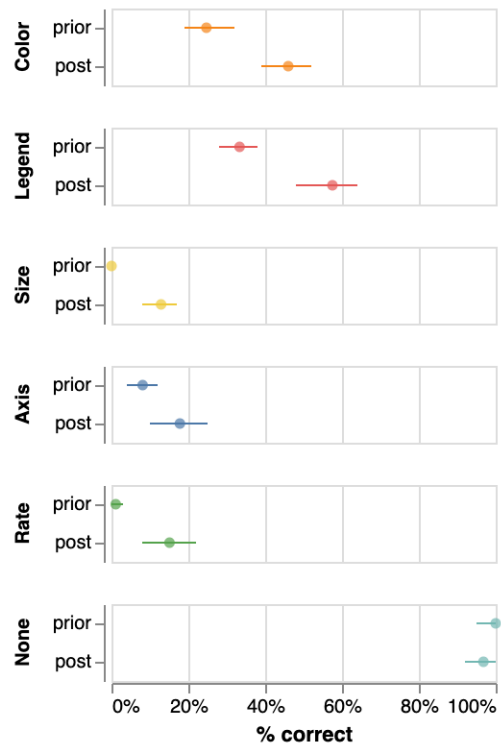 Color
prior
post
Legend
prior
post
Size
prior
post
Axis
prior
post
Rate
prior
post
None
prior
post
0% 20% 40% 60% 80% 100%
% correct